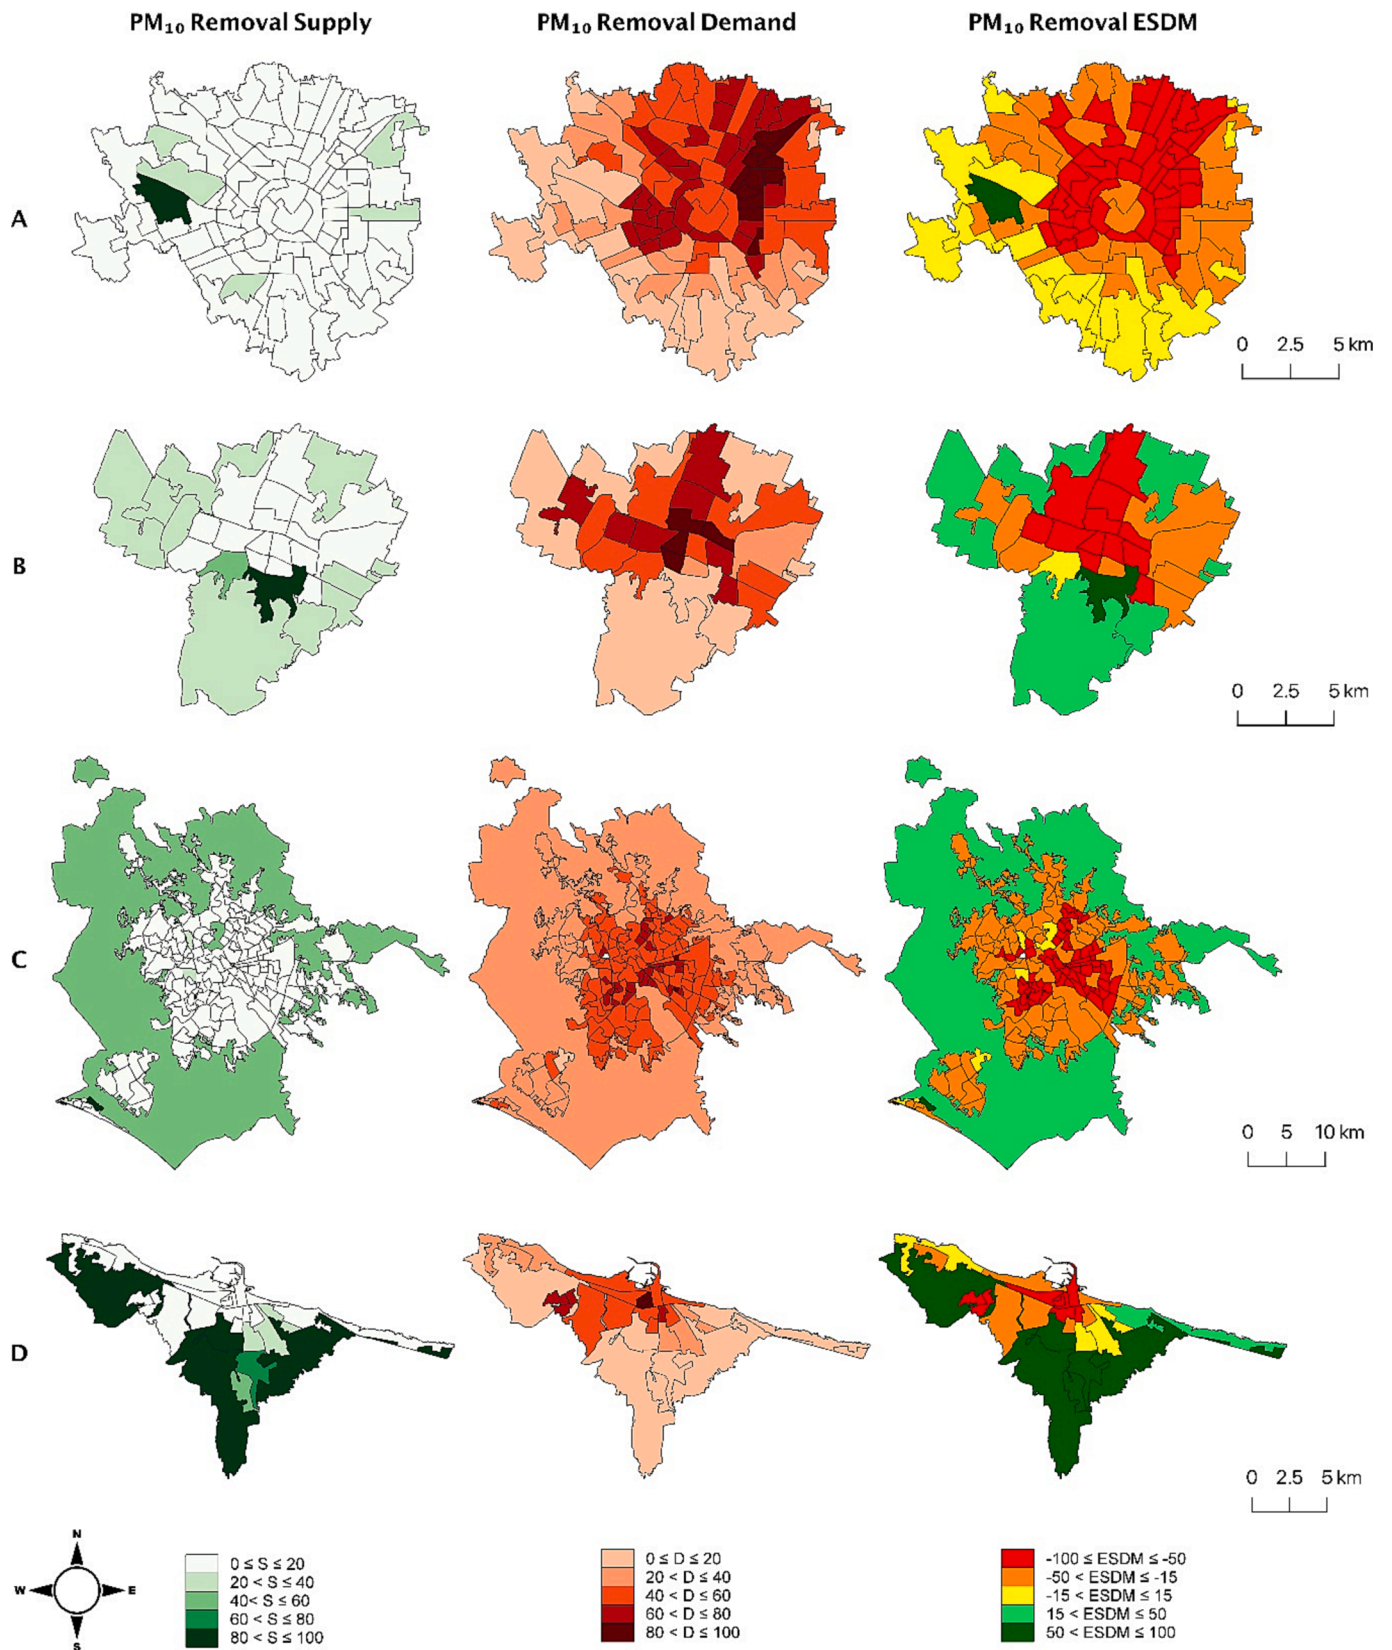 PM₁₀ Removal Supply PM₁₀ Removal Demand PM₁₀ Removal ESDM
A
0 2.5 5 km
B
0 2.5 5 km
C
0 5 10 km
D
0 2.5 5 km
N
W E
S
0 ≤ S ≤ 20
20 < S ≤ 40
40< S ≤ 60
60 < S ≤ 80
80 < S ≤ 100
0 ≤ D ≤ 20
20 < D ≤ 40
40 < D ≤ 60
60 < D ≤ 80
80 < D ≤ 100
-100 ≤ ESDM ≤ -50
-50 < ESDM ≤ -15
-15 < ESDM ≤ 15
15 < ESDM ≤ 50
50 < ESDM ≤ 100